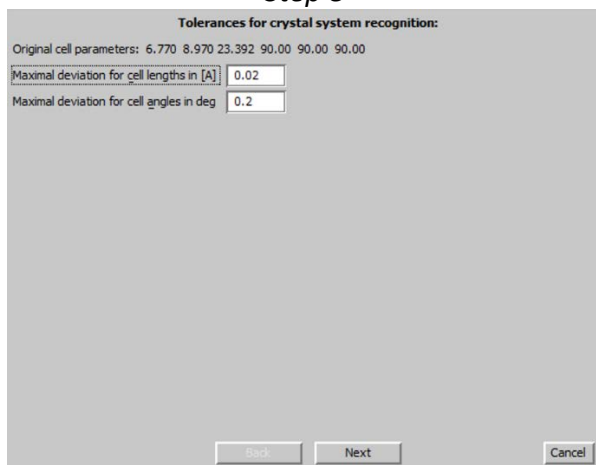 Tolerances for crystal system recognition:
Original cell parameters: 6.770 8.970 23.392 90.00 90.00 90.00
Maximal deviation for cell lengths in [A] 0.02
Maximal deviation for cell angles in deg 0.2
Back Next Cancel